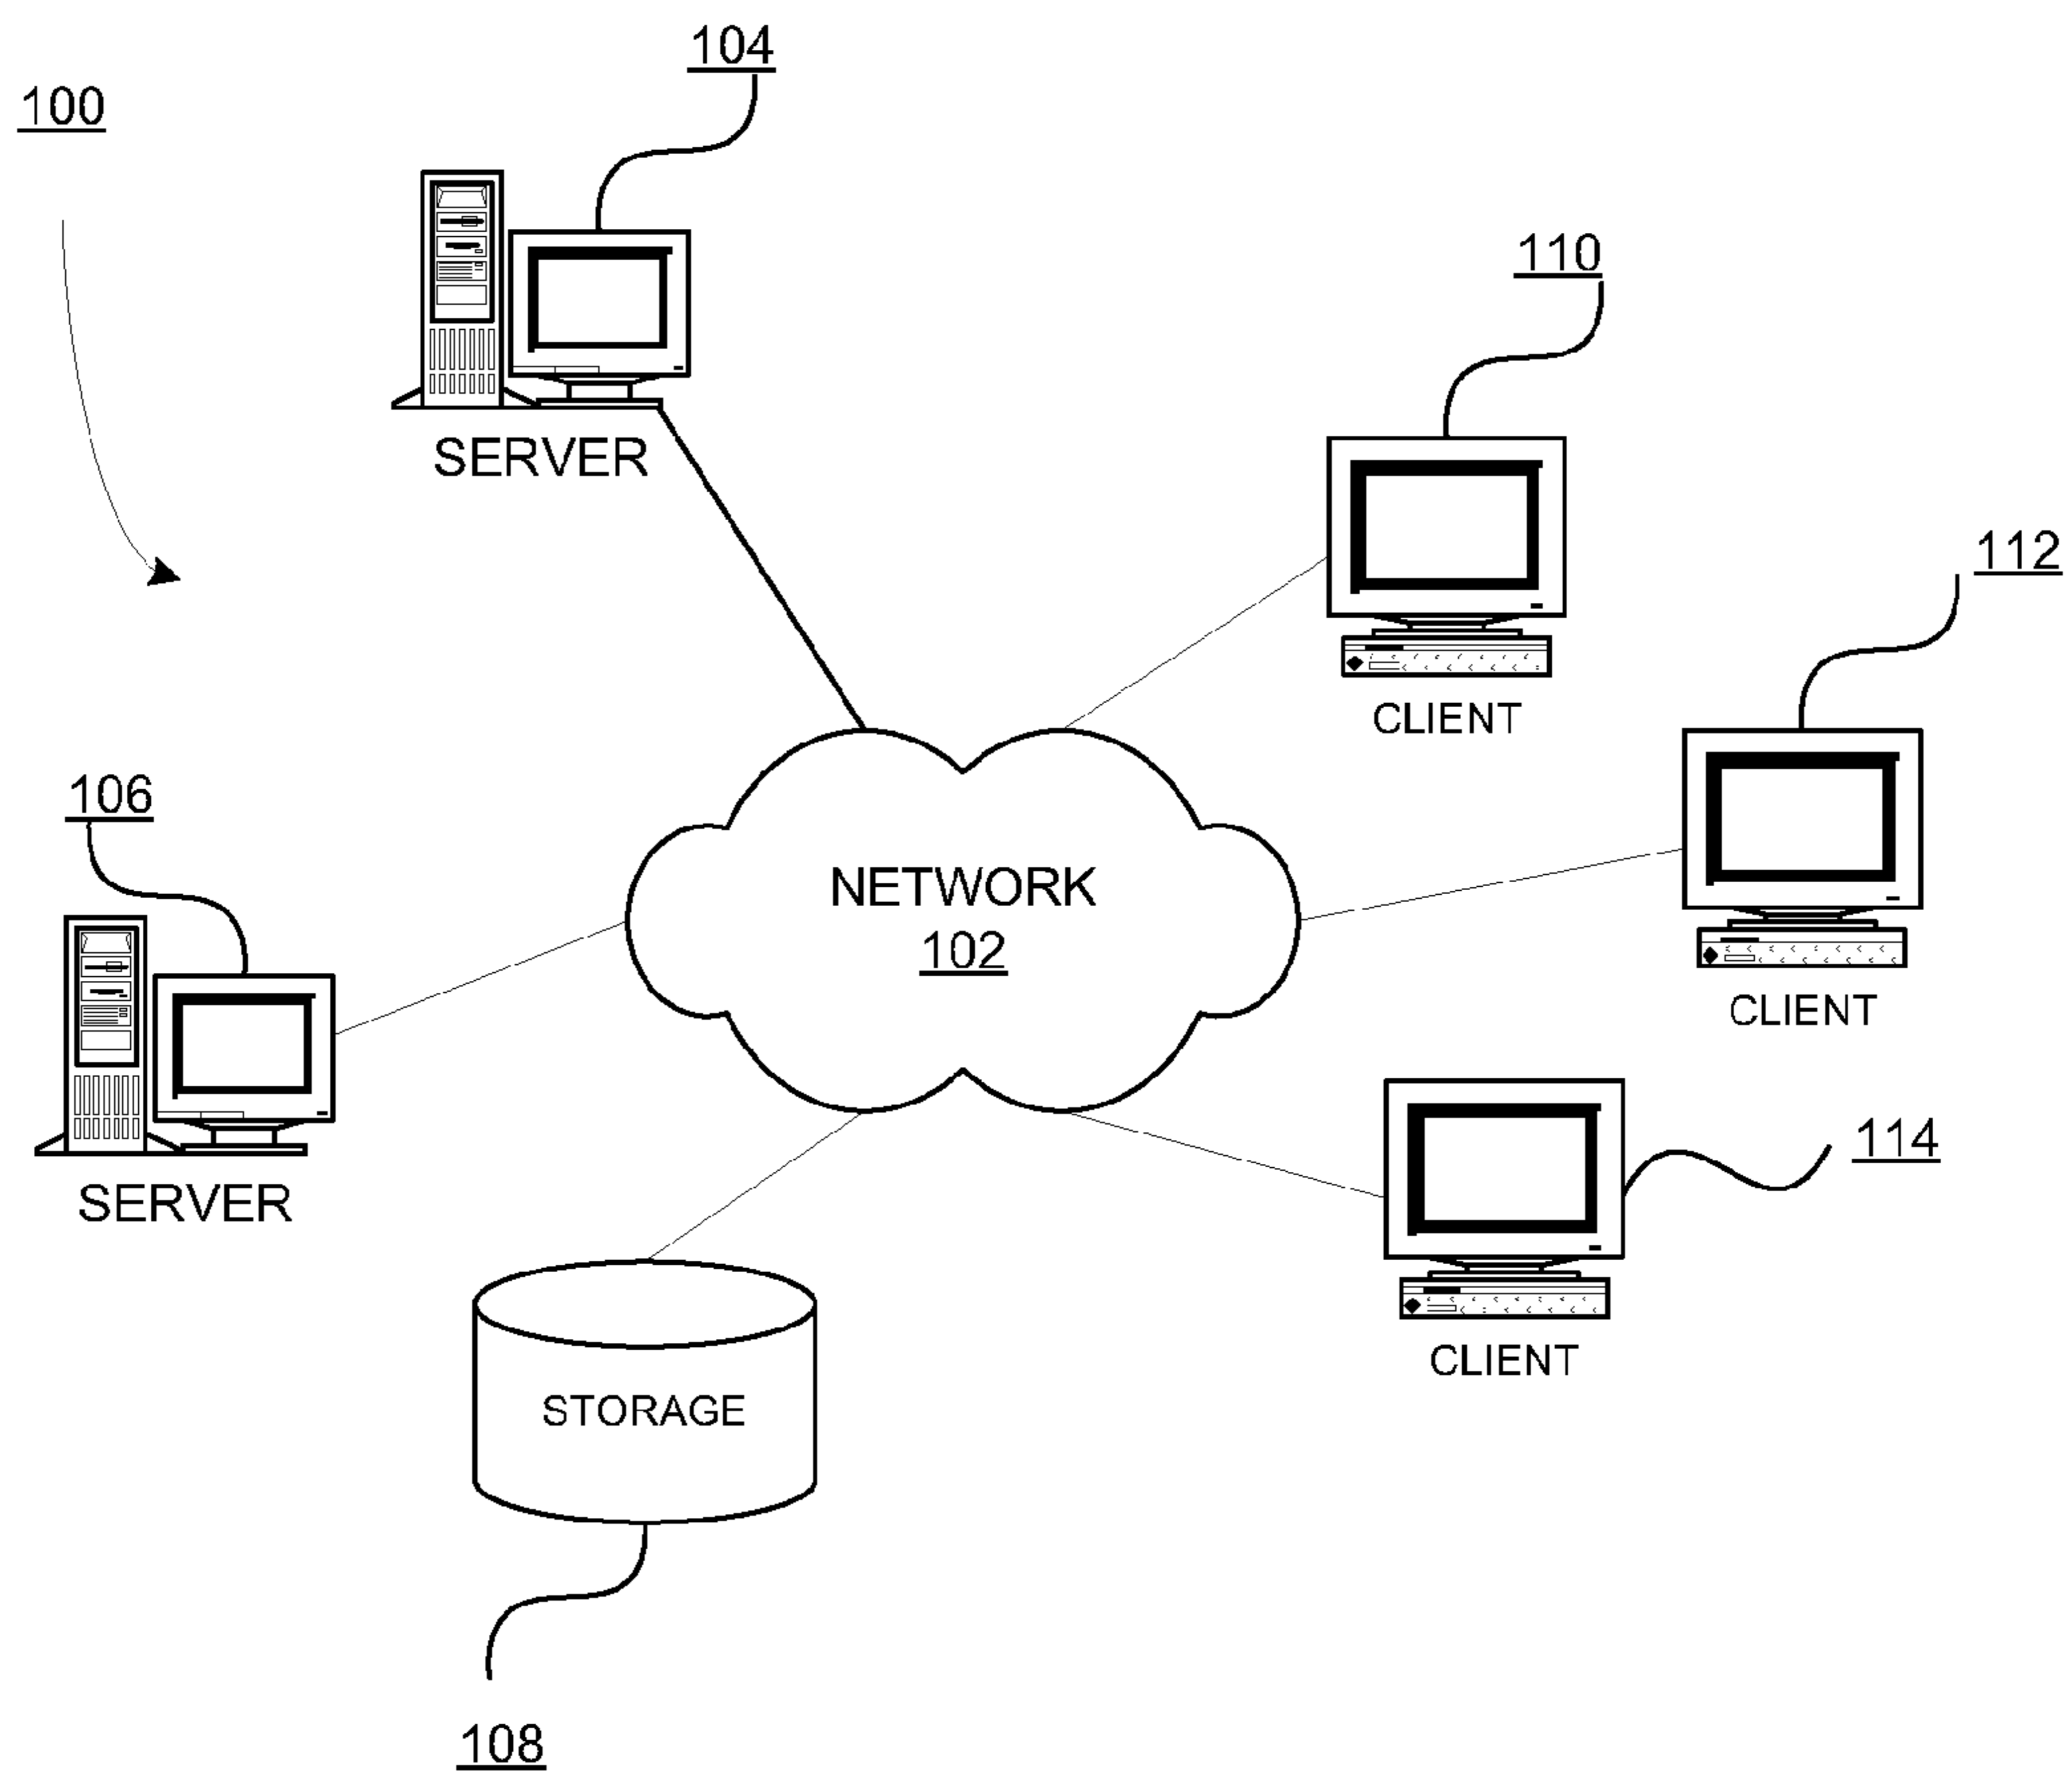 104
100
SERVER
110
CLIENT
112
CLIENT
106
SERVER
NETWORK
102
114
CLIENT
STORAGE
108